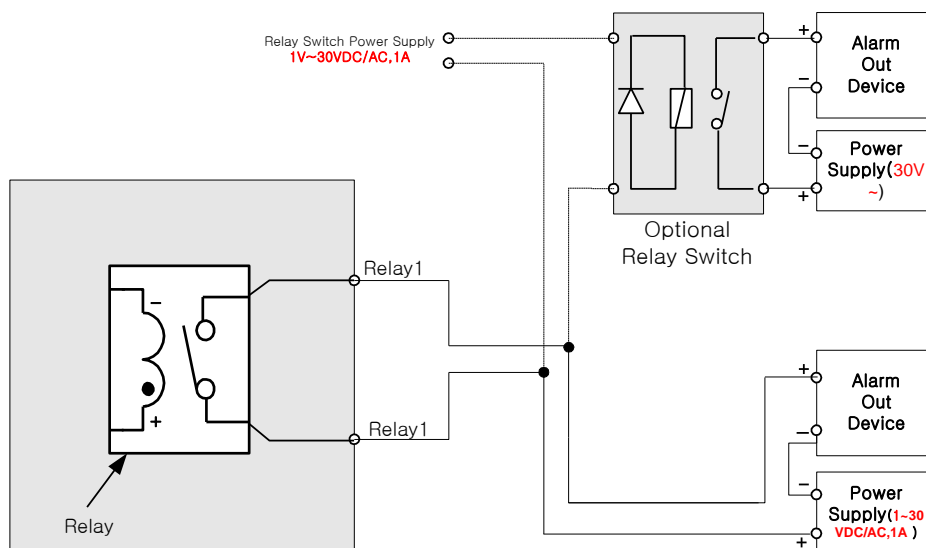 Relay Switch Power Supply
1V~30VDC/AC,1A
+
Alarm
Out
Device
-
-
Power
Supply(30V
~)
+
Optional
Relay Switch
Relay1
-
+
Relay1
Relay
+
Alarm
Out
Device
-
-
Power
Supply(1~30
VDC/AC,1A )
+